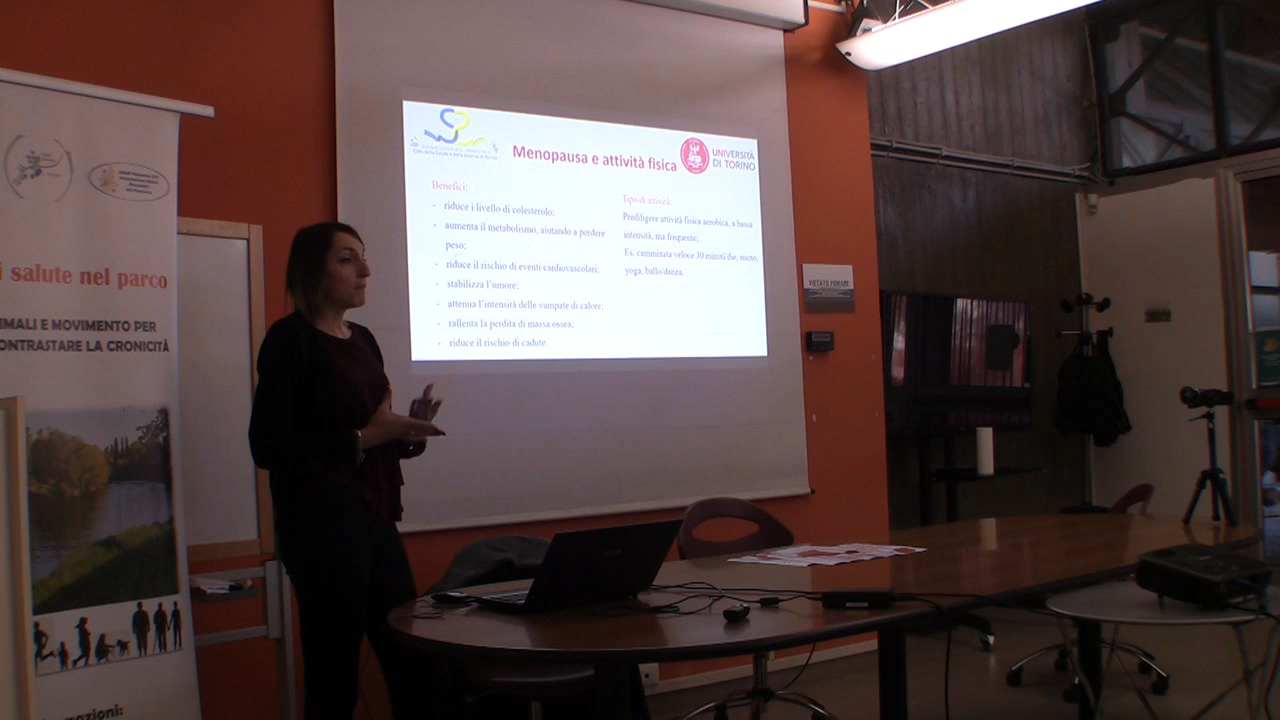 Menopausa e attività fisica
UNIVERSITÀ
DI TORINO
Benefici:
- riduce i livello di colesterolo;
- aumenta il metabolismo, aiutando a perdere
peso;
- riduce il rischio di eventi cardiovascolari;
- stabilizza l'umore;
- attenua l'intensità delle vampate di calore;
- rallenta la perdita di massa ossea;
- riduce il rischio di cadute.
Tipo di attività:
Prediligere attività fisica aerobica, a bassa
intensità, ma frequente;
Es. camminata veloce 30 minuti/die, nuoto,
yoga, ballo/danza.
i salute nel parco
IMALI E MOVIMENTO PER
ONTRASTARE LA CRONICITÀ
mazioni:
VIETATO FUMARE